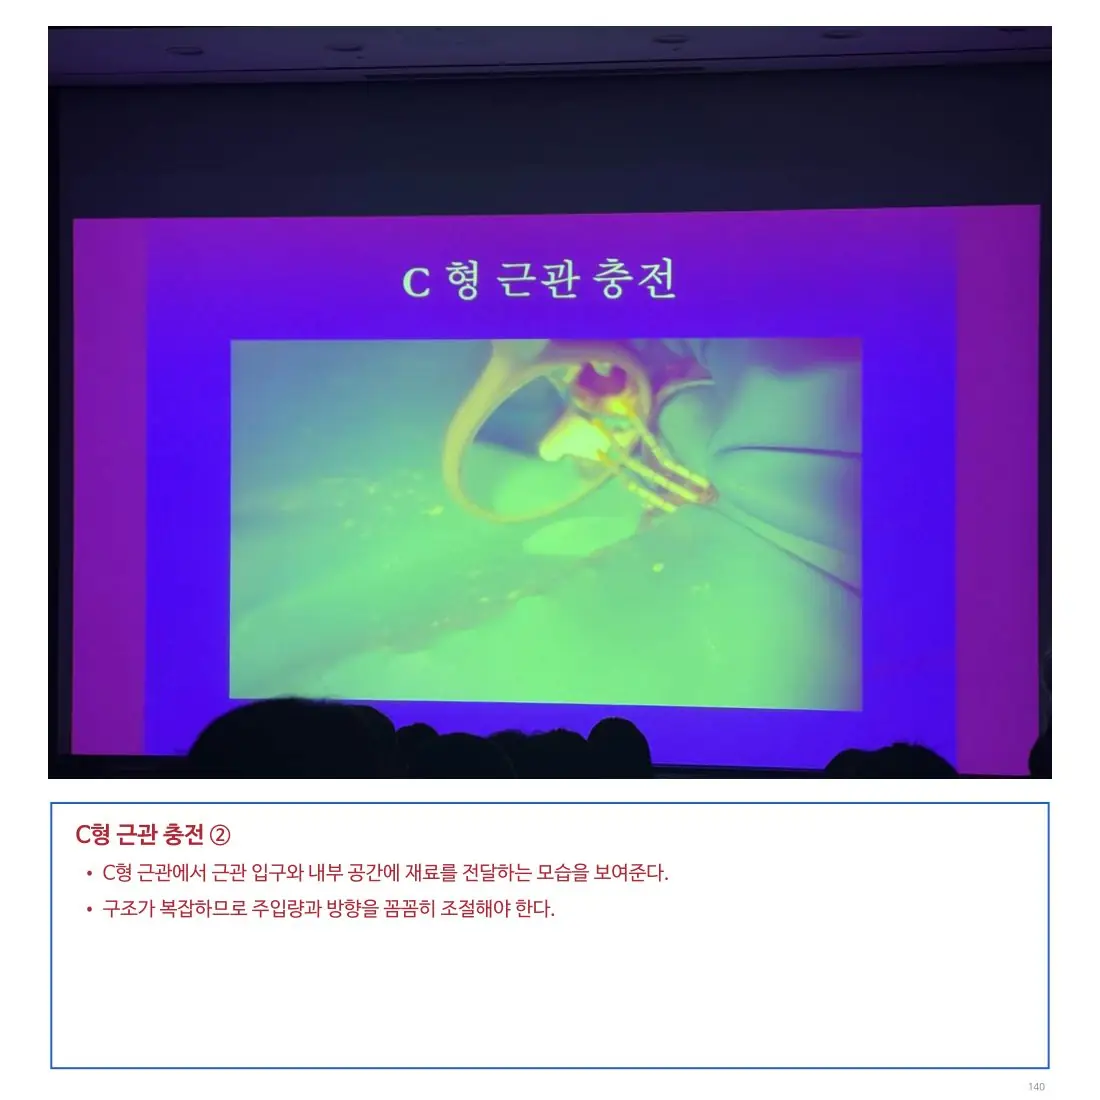 C 형 근관 충전
C형 근관 충전 ②
• C형 근관에서 근관 입구와 내부 공간에 재료를 전달하는 모습을 보여준다.
• 구조가 복잡하므로 주입량과 방향을 꼼꼼히 조절해야 한다.
140